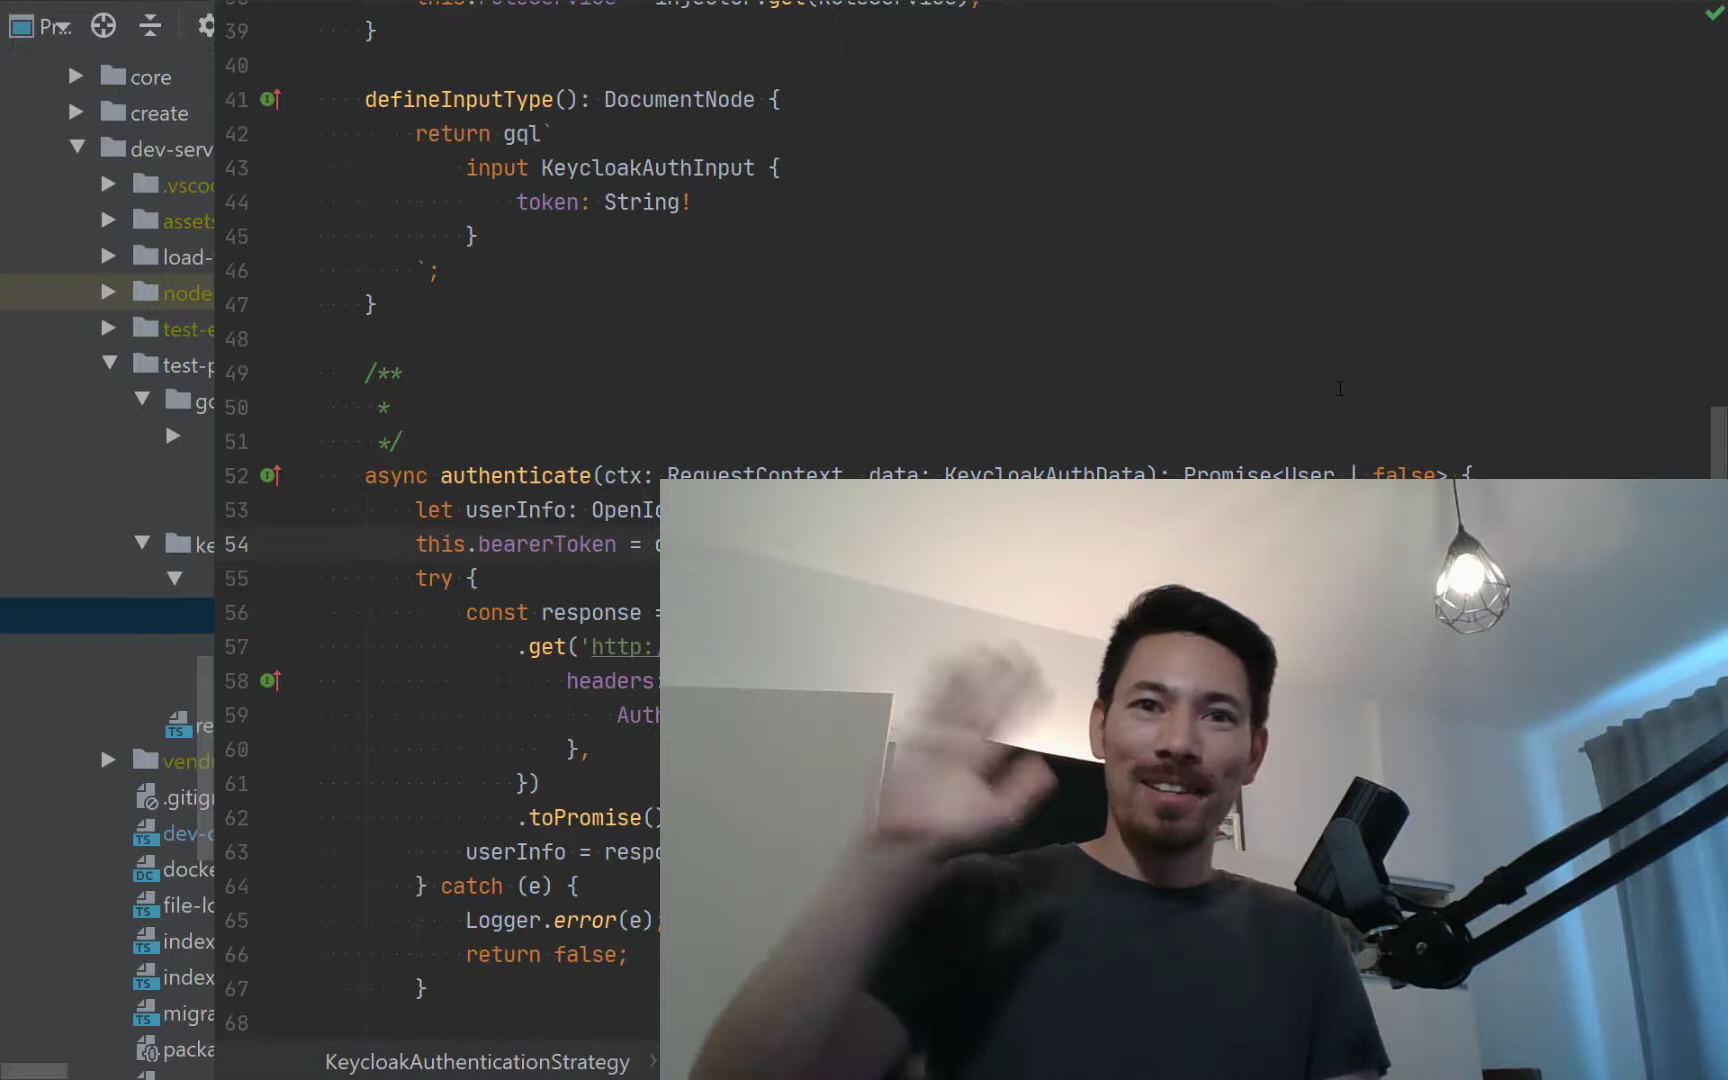 Pr...
core
create
dev-serv
.vscod
assets
load-
node
test-e
test-p
go
ke
re
vend
.gitig
dev-c
docke
file-lo
index
index
migra
packa
39 }
40
41 defineInputType(): DocumentNode {
42 return gql`
43 input KeycloakAuthInput {
44 token: String!
45 }
46 `;
47 }
48
49 /**
50 *
51 */
52 async authenticate(ctx: RequestContext, data: KeycloakAuthData): Promise<User | false> {
53 let userInfo: OpenI
54 this.bearerToken =
55 try {
56 const response =
57 .get('http:/
58 headers:
59 Auth
60 },
61 })
62 .toPromise()
63 userInfo = respo
64 } catch (e) {
65 Logger.error(e);
66 return false;
67 }
68
KeycloakAuthenticationStrategy